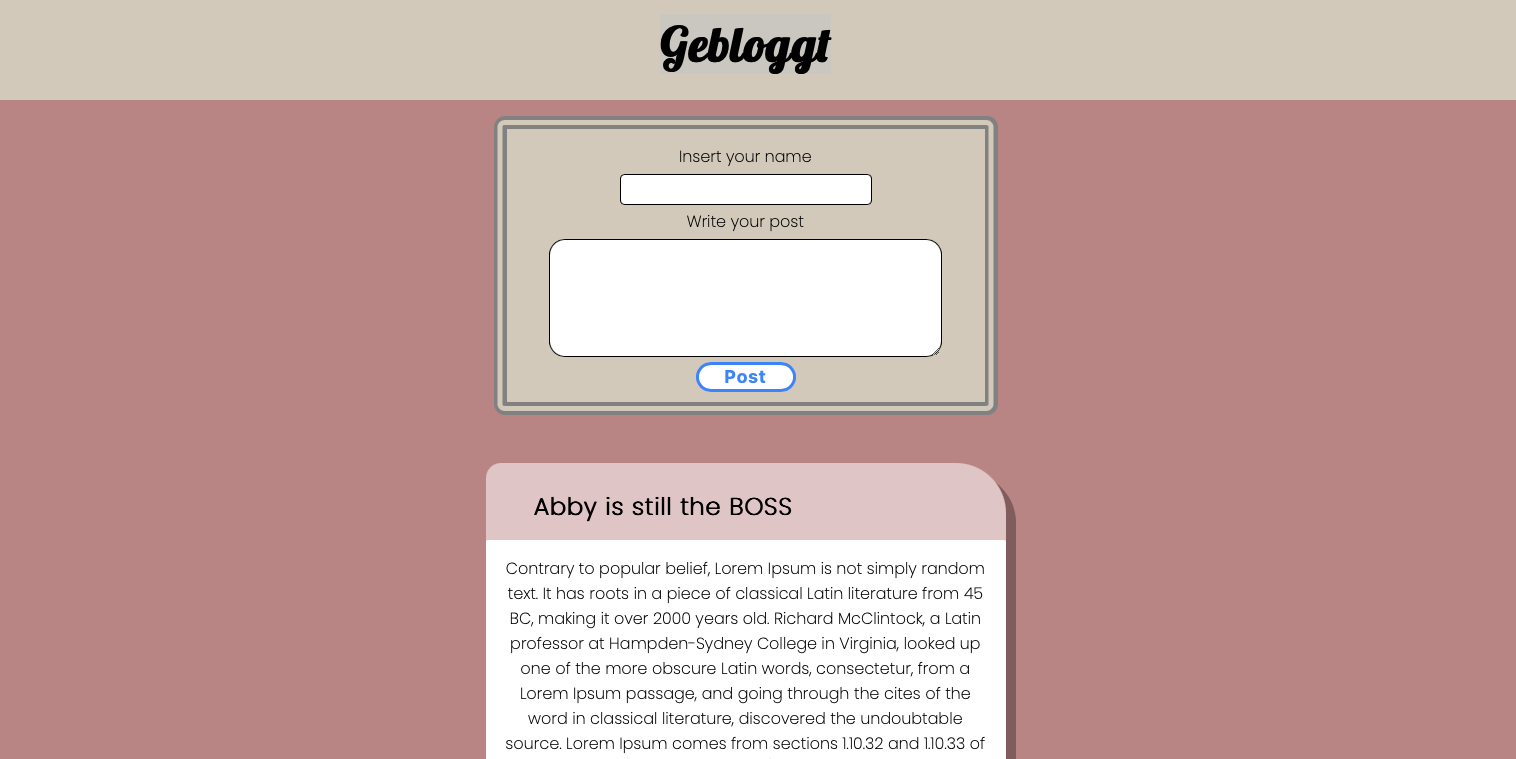 Gebloggt
Insert your name
Write your post
Post
Abby is still the BOSS
Contrary to popular belief, Lorem Ipsum is not simply random
text. It has roots in a piece of classical Latin literature from 45
BC, making it over 2000 years old. Richard McClintock, a Latin
professor at Hampden-Sydney College in Virginia, looked up
one of the more obscure Latin words, consectetur, from a
Lorem Ipsum passage, and going through the cites of the
word in classical literature, discovered the undoubtable
source. Lorem Ipsum comes from sections 1.10.32 and 1.10.33 of